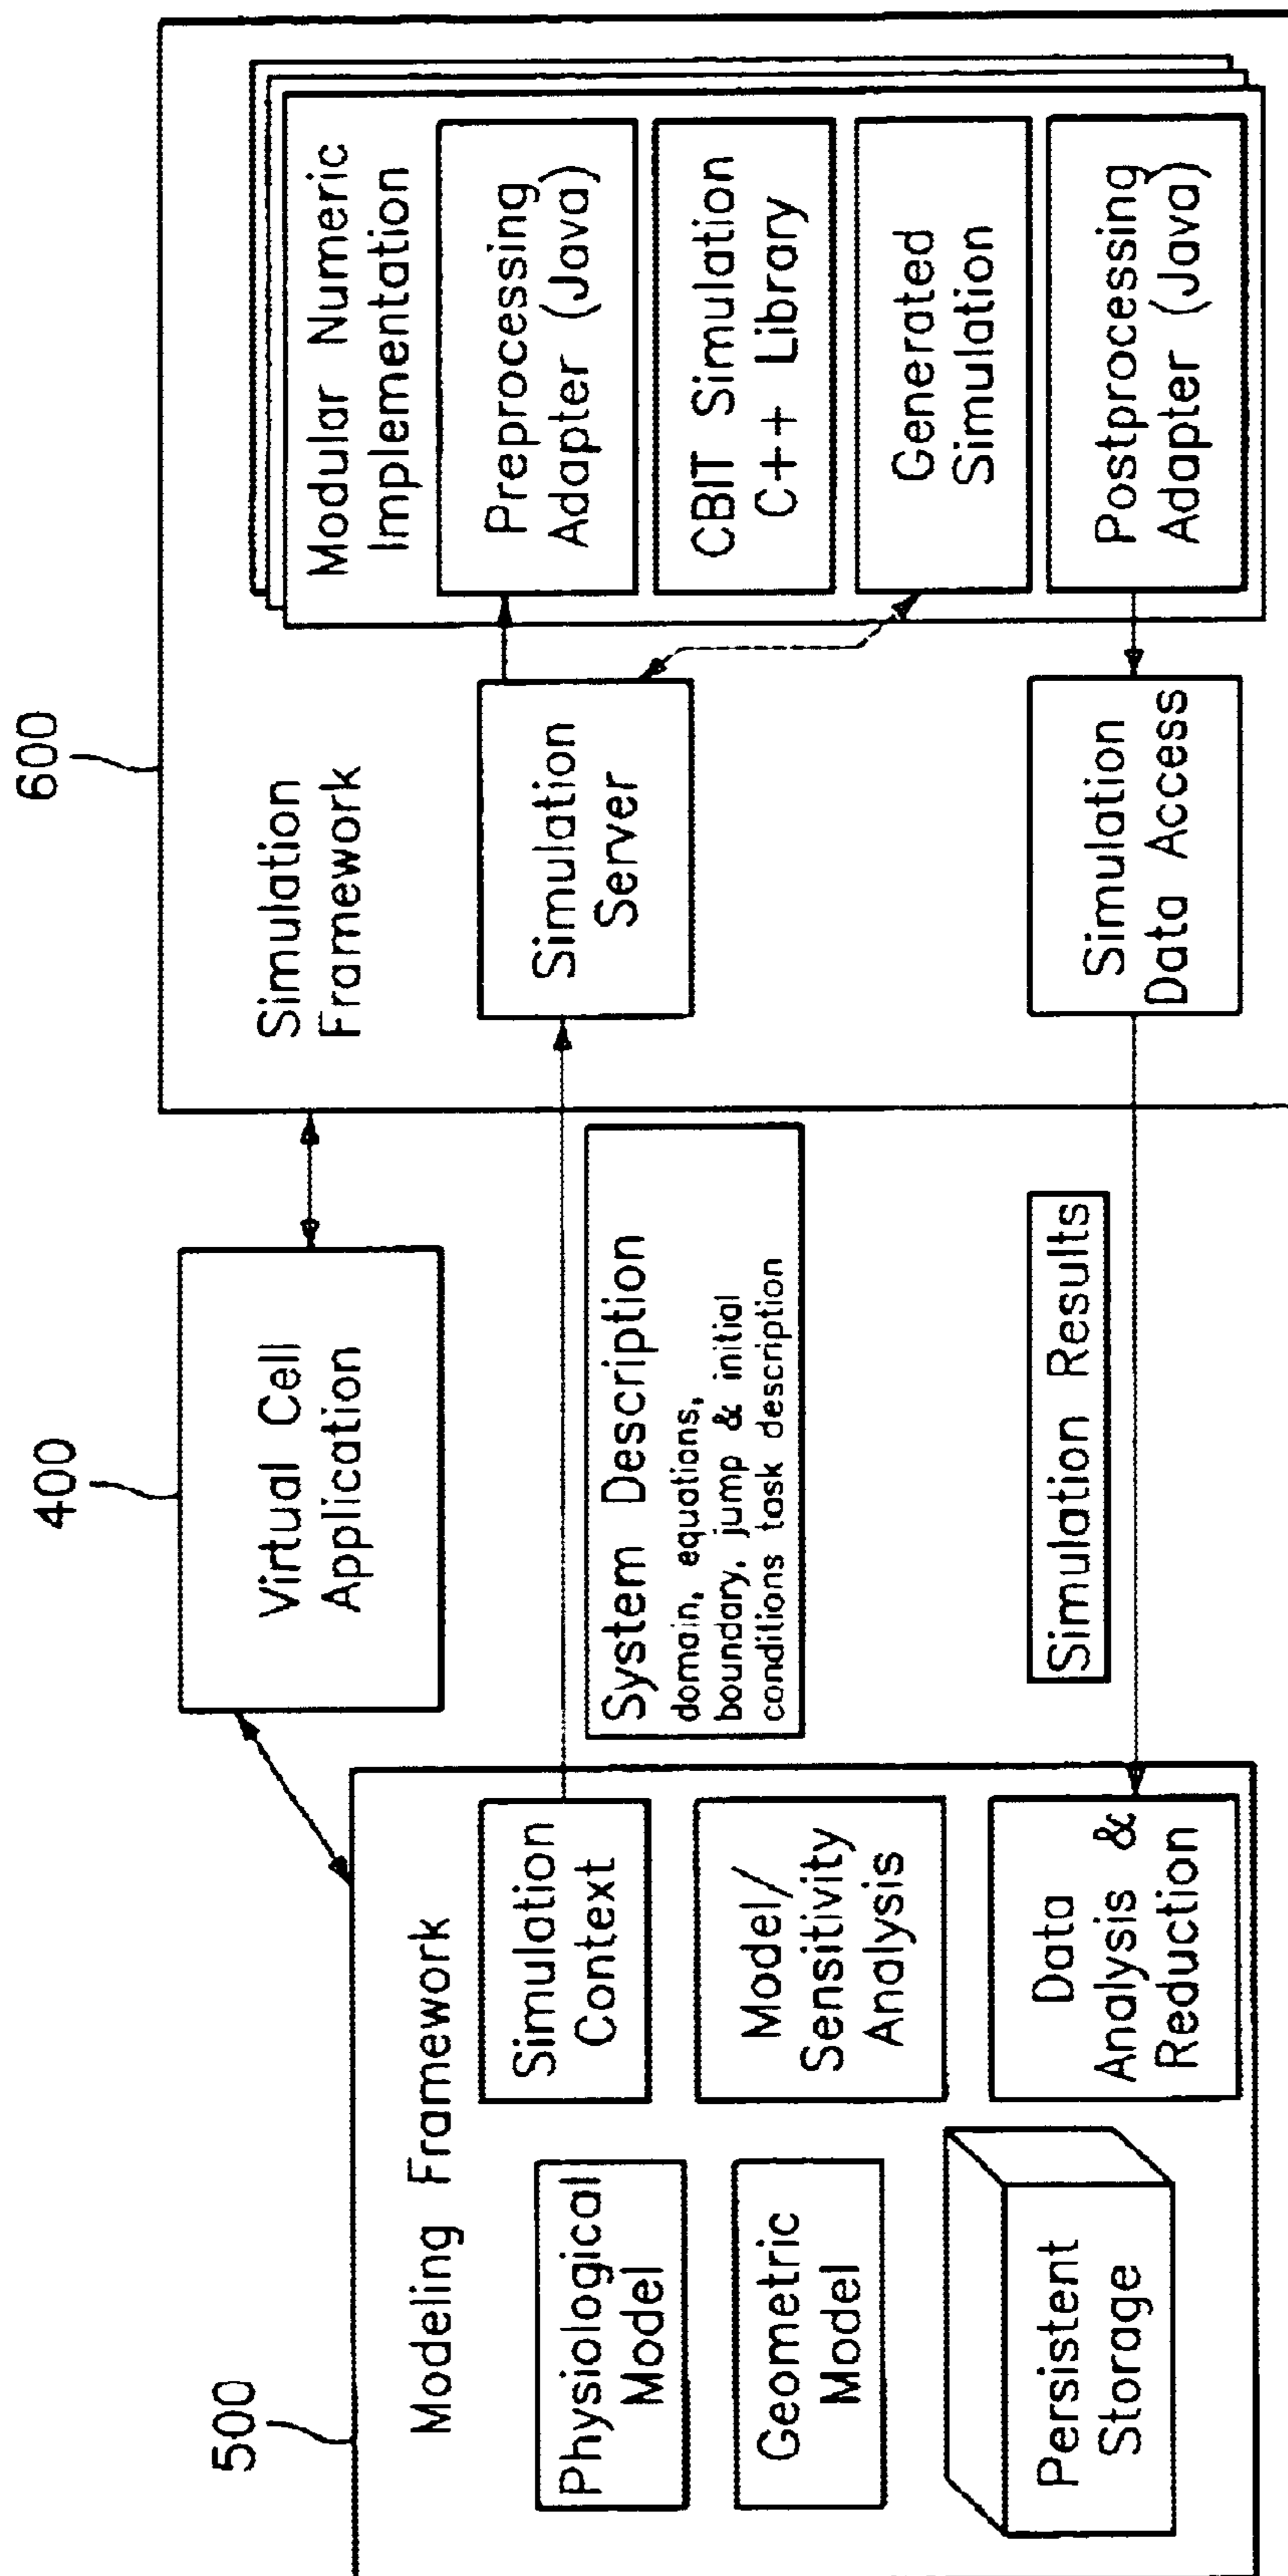 500
Modeling Framework
Physiological
Model
Geometric
Model
Persistent
Storage
Simulation
Context
Model/
Sensitivity
Analysis
Data
Analysis &
Reduction
400
Virtual Cell
Application
System Description
domain, equations,
boundary, jump & initial
conditions task description
Simulation Results
600
Simulation
Framework
Simulation
Server
Simulation
Data Access
Modular Numeric
Implementation
Preprocessing
Adapter (Java)
CBIT Simulation
C++ Library
Generated
Simulation
Postprocessing
Adapter (Java)